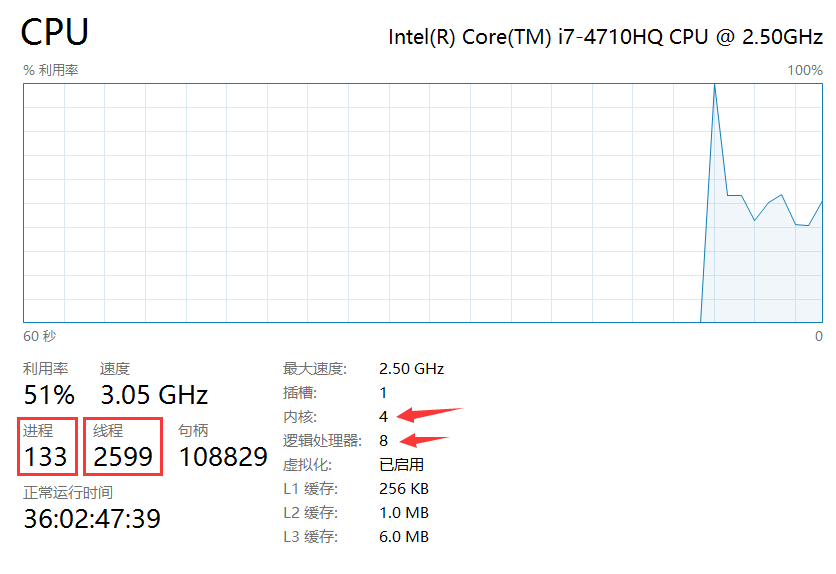 CPU
Intel(R) Core(TM) i7-4710HQ CPU @ 2.50GHz
% 利用率
100%
60 秒
0
利用率 速度
51% 3.05 GHz
进程 线程 句柄
133 2599 108829
正常运行时间
36:02:47:39
最大速度: 2.50 GHz
插槽: 1
内核: 4
逻辑处理器: 8
虚拟化: 已启用
L1 缓存: 256 KB
L2 缓存: 1.0 MB
L3 缓存: 6.0 MB